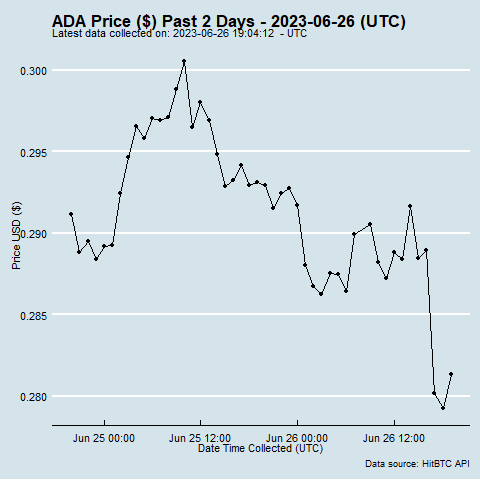 ADA Price ($) Past 2 Days - 2023-06-26 (UTC)
Latest data collected on: 2023-06-26 19:04:12 - UTC
Price USD ($)
0.300
0.295
0.290
0.285
0.280
Jun 25 00:00
Jun 25 12:00
Jun 26 00:00
Jun 26 12:00
Date Time Collected (UTC)
Data source: HitBTC API